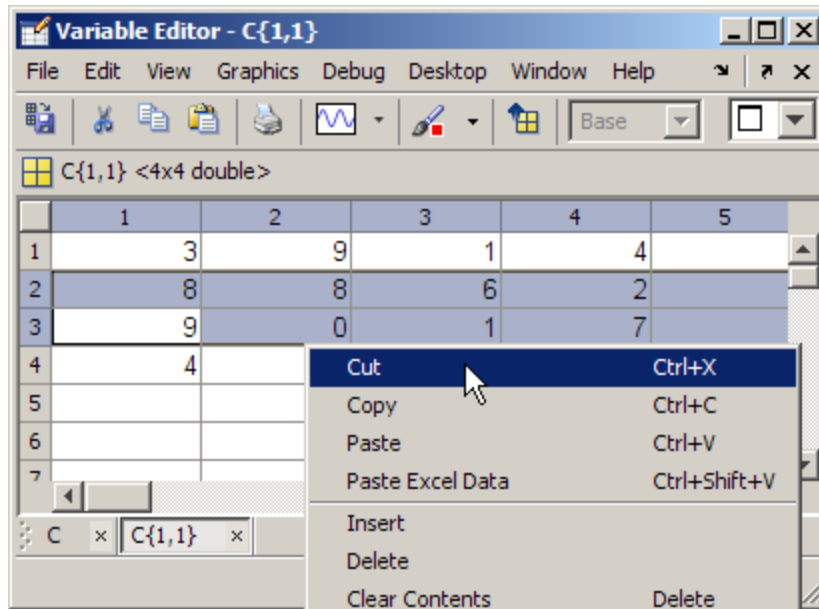 Variable Editor - C{1,1}
File Edit View Graphics Debug Desktop Window Help
Base
C{1,1} <4x4 double>
1 2 3 4 5
1 3 9 1 4
2 8 8 6 2
3 9 0 1 7
4 4
Cut Ctrl+X
5
Copy Ctrl+C
6
Paste Ctrl+V
7
Paste Excel Data Ctrl+Shift+V
Insert
C C{1,1}
Delete
Clear Contents Delete